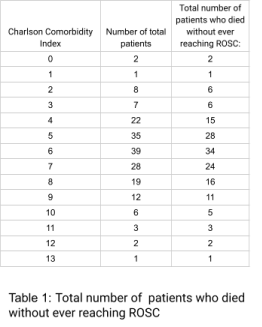 Charlson Comorbidity Index Number of total patients Total number of patients who died without ever reaching ROSC:
0 2 2
1 1 1
2 8 6
3 7 6
4 22 15
5 35 28
6 39 34
7 28 24
8 19 16
9 12 11
10 6 5
11 3 3
12 2 2
13 1 1
Table 1: Total number of patients who died
without ever reaching ROSC